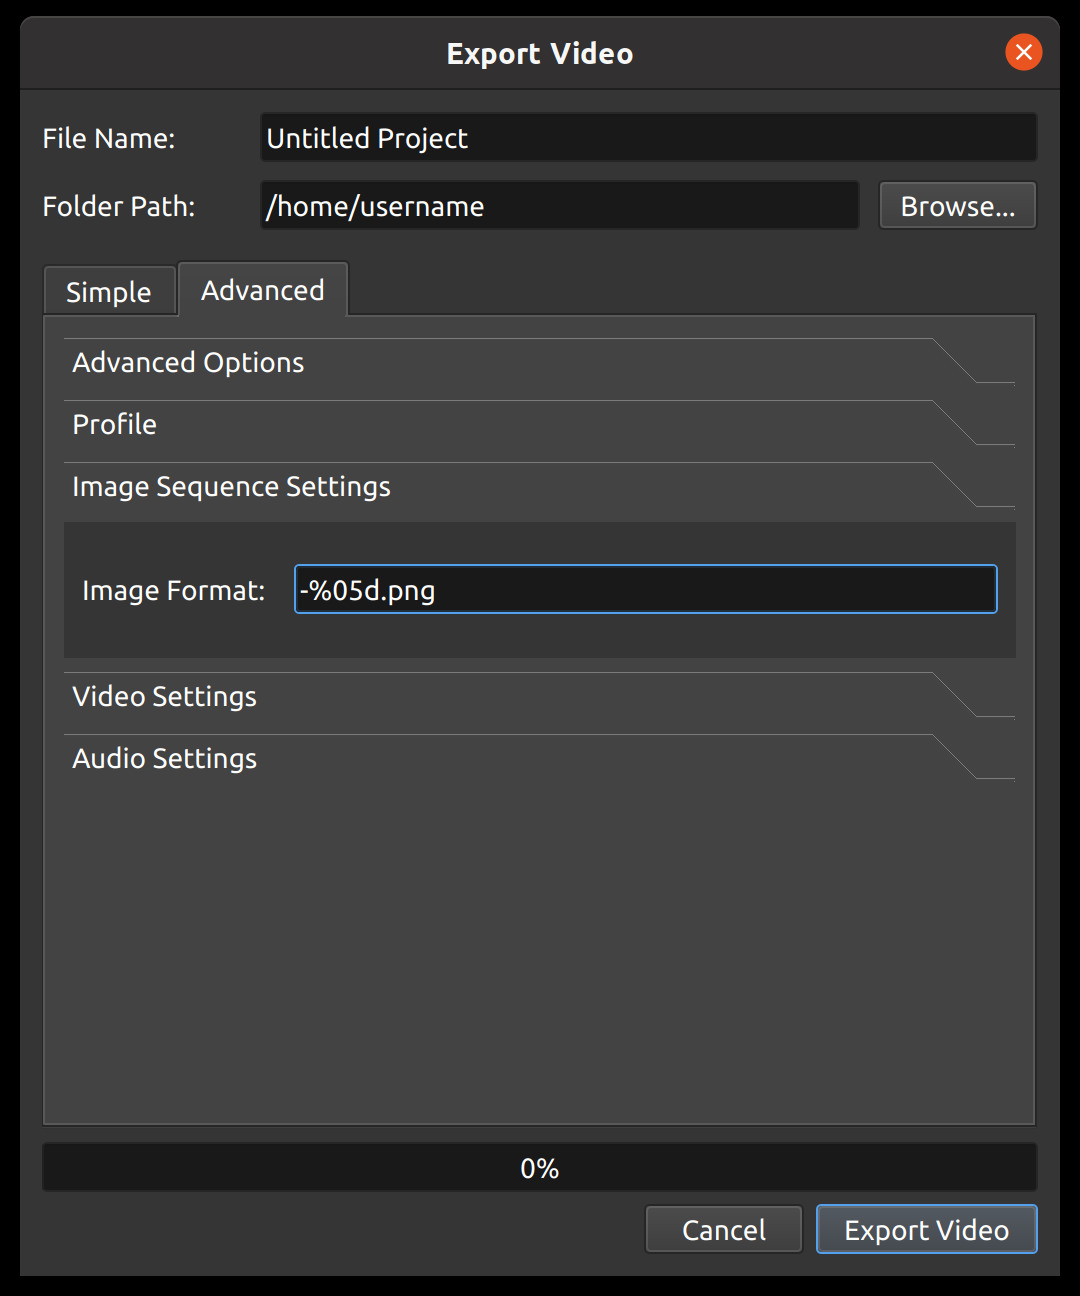 Export Video
File Name: Untitled Project
Folder Path: /home/username Browse...
Simple Advanced
Advanced Options
Profile
Image Sequence Settings
Image Format: -%05d.png
Video Settings
Audio Settings
0%
Cancel Export Video